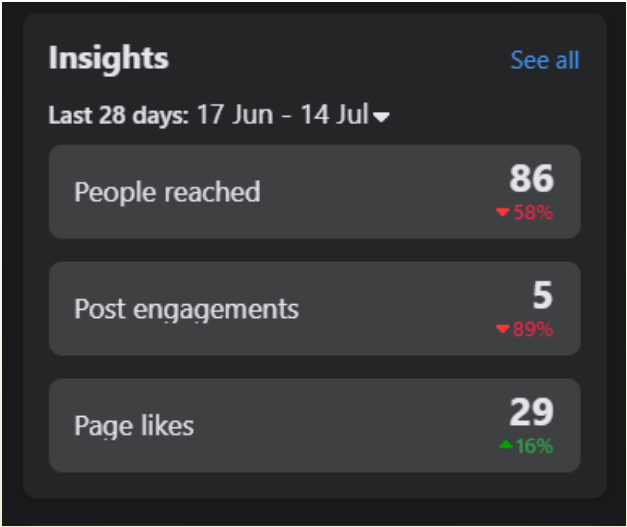 Insights
See all
Last 28 days: 17 Jun - 14 Jul
People reached
86
58%
Post engagements
5
89%
Page likes
29
16%